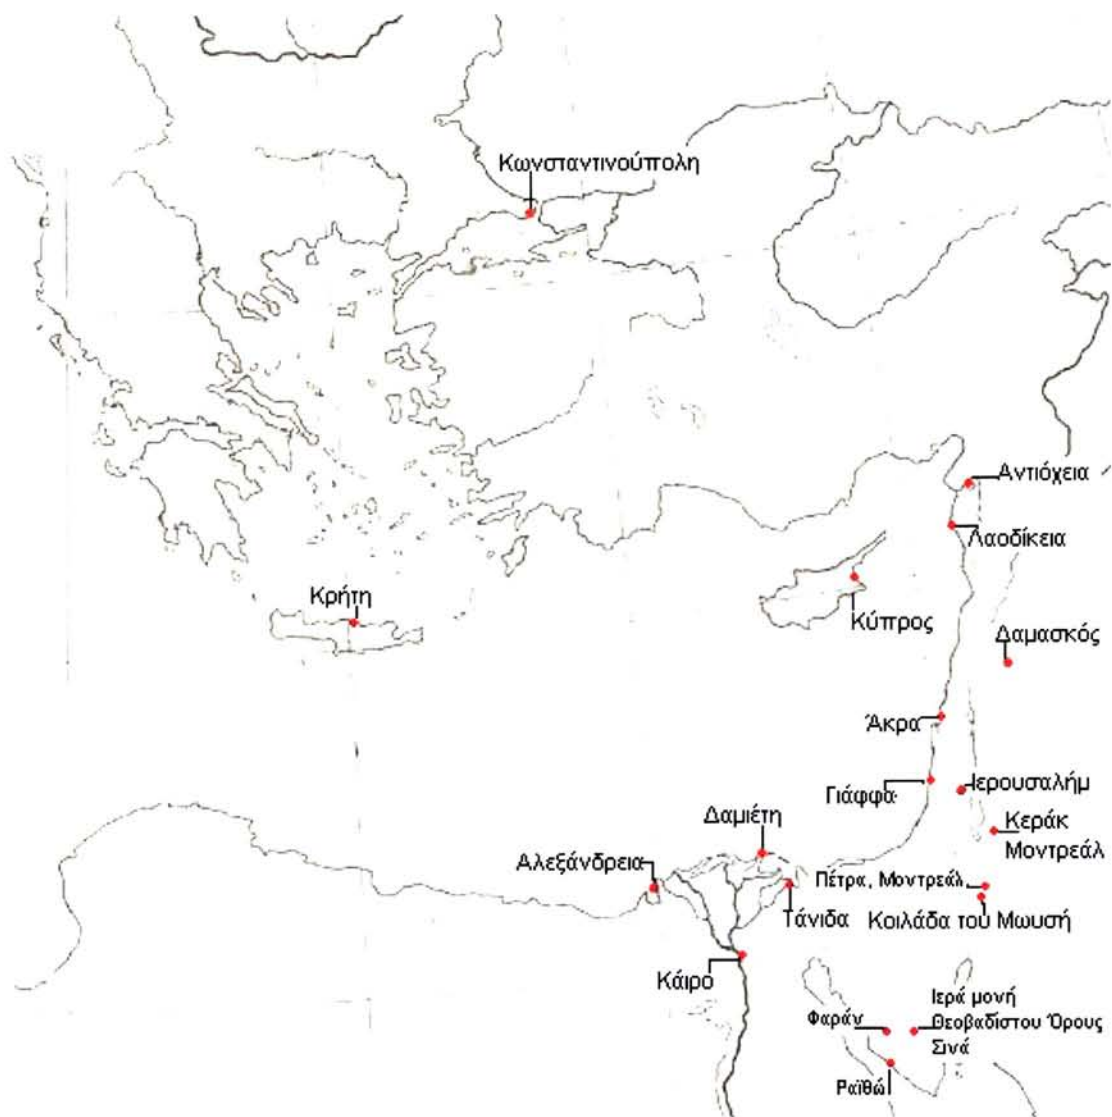 Κωνσταντινούπολη
Αντιόχεια
Λαοδίκεια
Κρήτη
Κύπρος
Δαμασκός
Άκρα
Γιάφφα
Ιερουσαλήμ
Δαμιέτη
Κεράκ
Μοντρεάλ
Αλεξάνδρεια
Πέτρα, Μοντρεάλ
Τάνιδα
Κοιλάδα του Μωυσή
Κάιρο
Φαράν
Ιερά μονή
Θεοβαδίστου Όρους
Σινά
Ραϊθώ